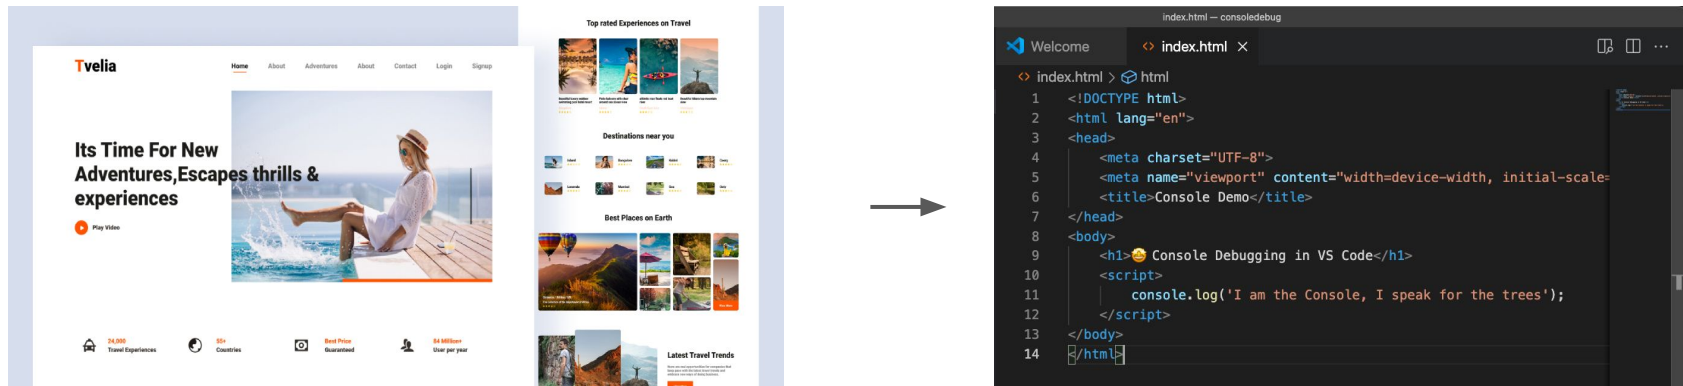 Tvelia
Home About Adventures About Contact Login Signup
Its Time For New
Adventures,Escapes thrills &
experiences
Play Video
24,000
Travel Experiences
55+
Countries
Best Price
Guaranteed
84 Million+
User per year
Top rated Experiences on Travel
Destinations near you
Best Places on Earth
Latest Travel Trends
index.html — consoledebug
Welcome
index.html
index.html > html
1 <!DOCTYPE html>
2 <html lang="en">
3 <head>
4 <meta charset="UTF-8">
5 <meta name="viewport" content="width=device-width, initial-scale=
6 <title>Console Demo</title>
7 </head>
8 <body>
9 <h1>🤩 Console Debugging in VS Code</h1>
10 <script>
11 console.log('I am the Console, I speak for the trees');
12 </script>
13 </body>
14 </html>